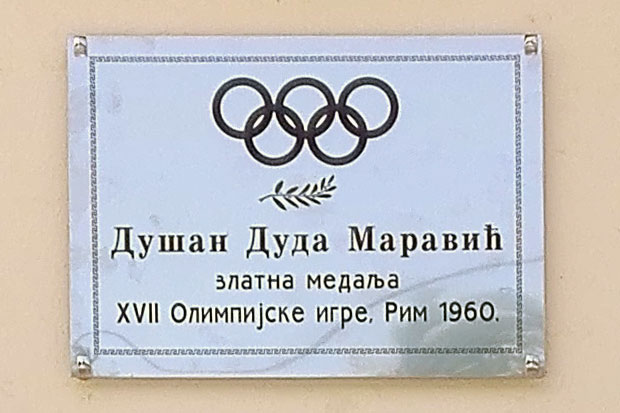 Душан Дуда Маравић
златна медаља
XVII Олимпијске игре, Рим 1960.